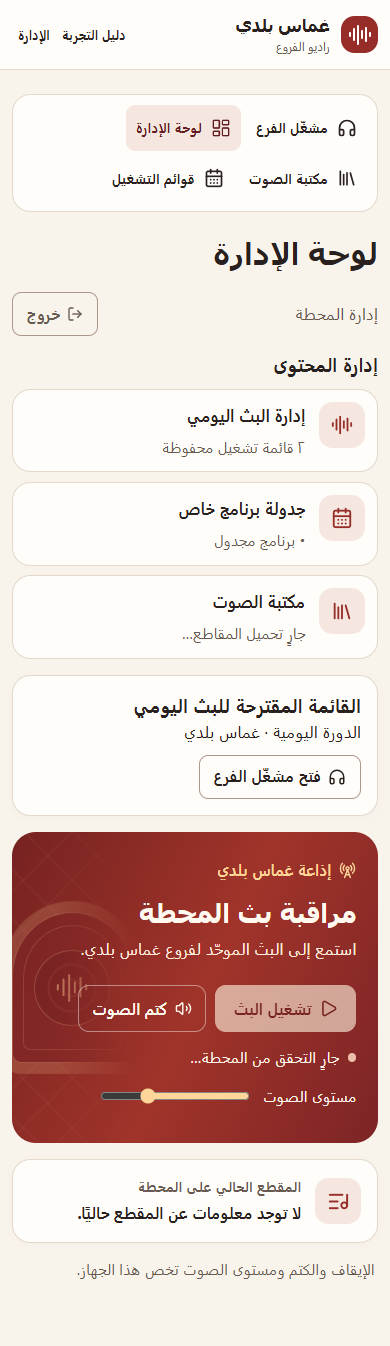 غماس بلدي
راديو الفروع
دليل التجربة
الإدارة
مشغّل الفرع
لوحة الإدارة
مكتبة الصوت
قوائم التشغيل
لوحة الإدارة
إدارة المحطة
خروج
إدارة المحتوى
إدارة البث اليومي
٢ قائمة تشغيل محفوظة
جدولة برنامج خاص
٠ برنامج مجدول
مكتبة الصوت
جارٍ تحميل المقاطع...
القائمة المقترحة للبث اليومي
الدورة اليومية · غماس بلدي
فتح مشغّل الفرع
إذاعة غماس بلدي
مراقبة بث المحطة
استمع إلى البث الموحّد لفروع غماس بلدي.
تشغيل البث
كتم الصوت
جارٍ التحقق من المحطة...
مستوى الصوت
المقطع الحالي على المحطة
لا توجد معلومات عن المقطع حاليًا.
الإيقاف والكتم ومستوى الصوت تخص هذا الجهاز.